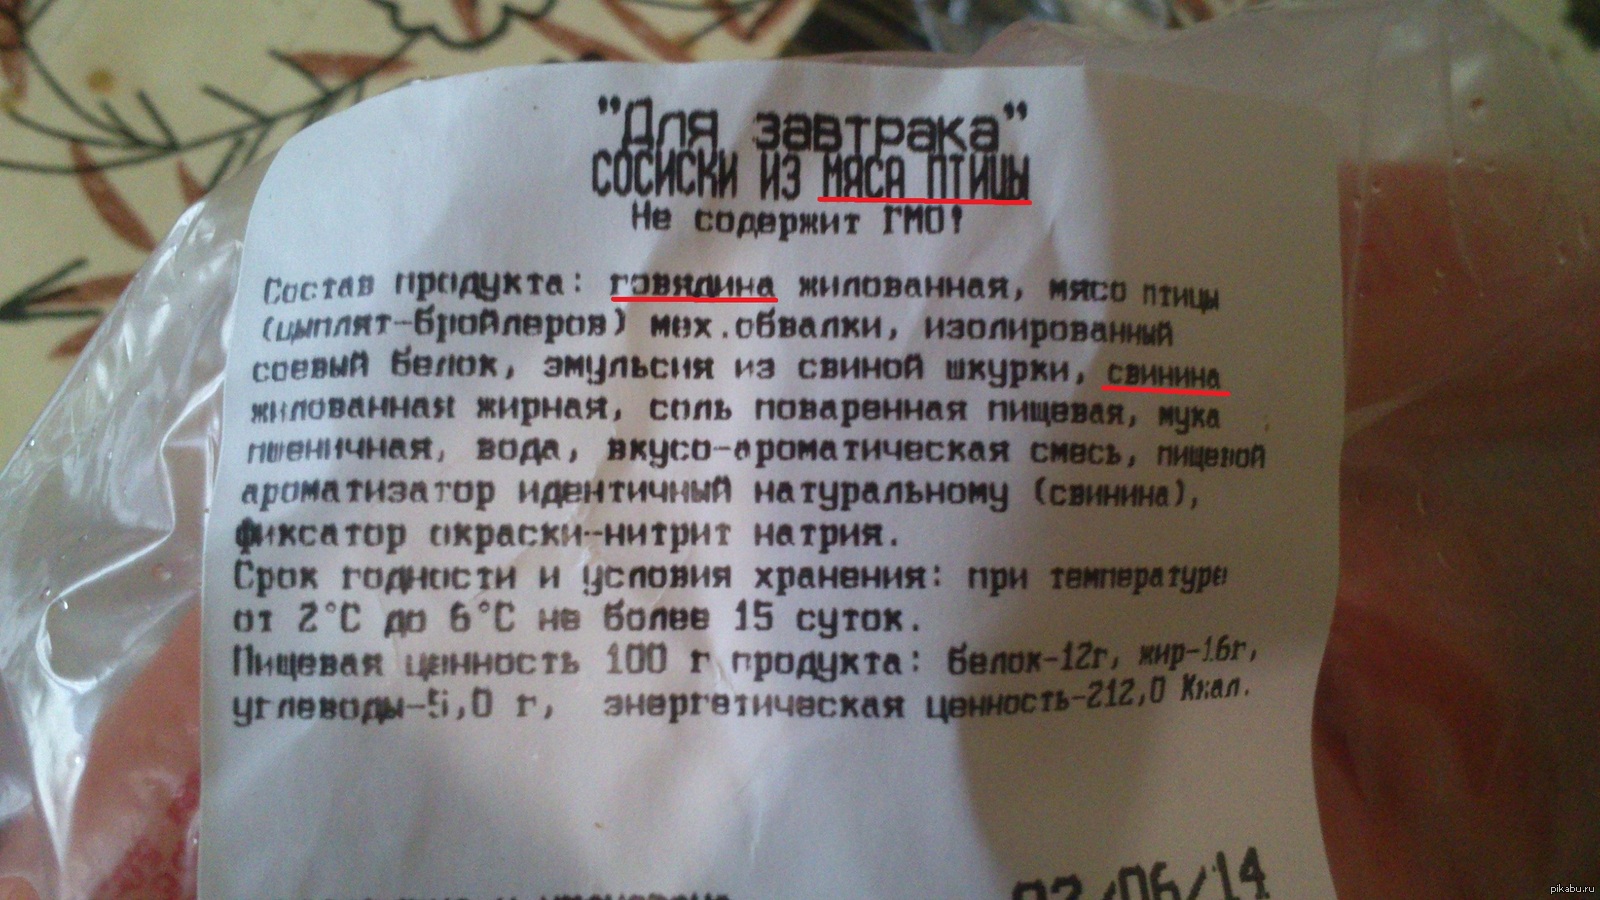 "Для завтрака"
СОСИСКИ ИЗ МЯСА ПТИЦЫ
Не содержит ГМО!
Состав продукта: говядина жилованная, мясо птицы
(цыплят-бройлеров) мех.обвалки, изолированный
соевый белок, эмульсия из свиной шкурки, свинина
жилованная жирная, соль поваренная пищевая, мука
пшеничная, вода, вкусо-ароматическая смесь, пищевой
ароматизатор идентичный натуральному (свинина),
фиксатор окраски-нитрит натрия.
Срок годности и условия хранения: при температуре
от 2°С до 6°С не более 15 суток.
Пищевая ценность 100 г продукта: белок-12г, жир-16г,
углеводы-5,0 г, энергетическая ценность-212,0 Ккал.
/06/14
pikabu.ru